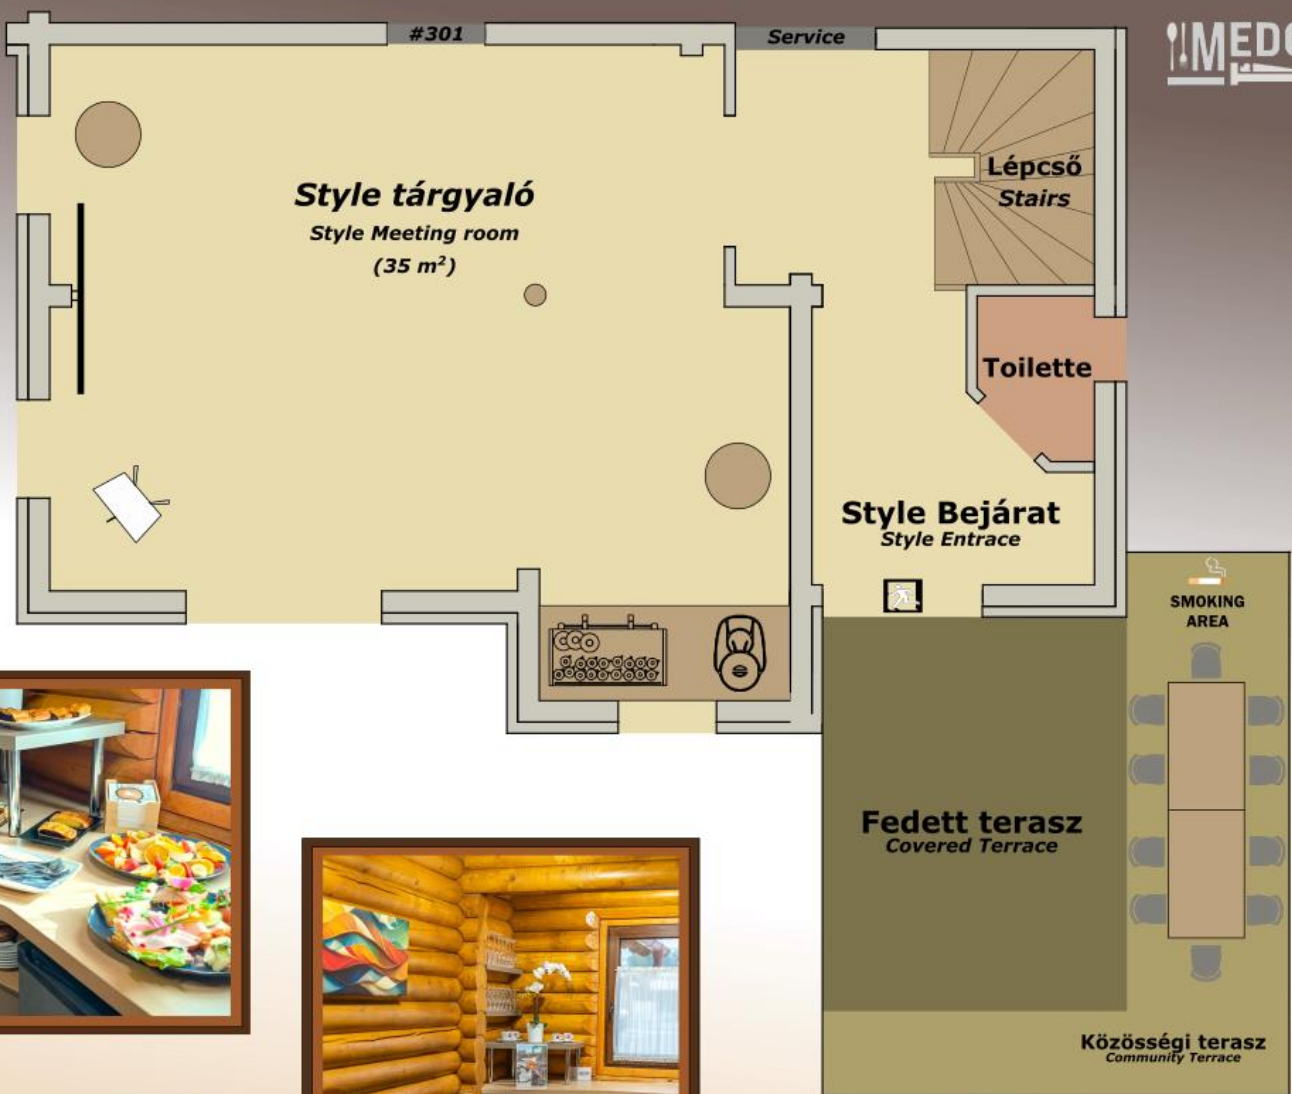 #301
Service
Style tárgyaló
Style Meeting room
(35 m²)
Lépcső
Stairs
Toilette
Style Bejárat
Style Entrace
SMOKING
AREA
Fedett terasz
Covered Terrace
Közösségi terasz
Community Terrace